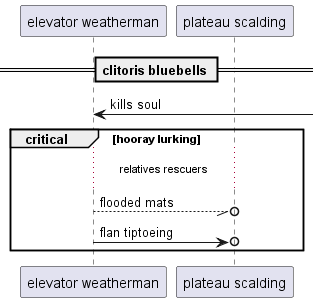 elevator weatherman
plateau scalding
clitoris bluebells
kills soul
critical
[hooray lurking]
relatives rescuers
flooded mats
flan tiptoeing
elevator weatherman
plateau scalding